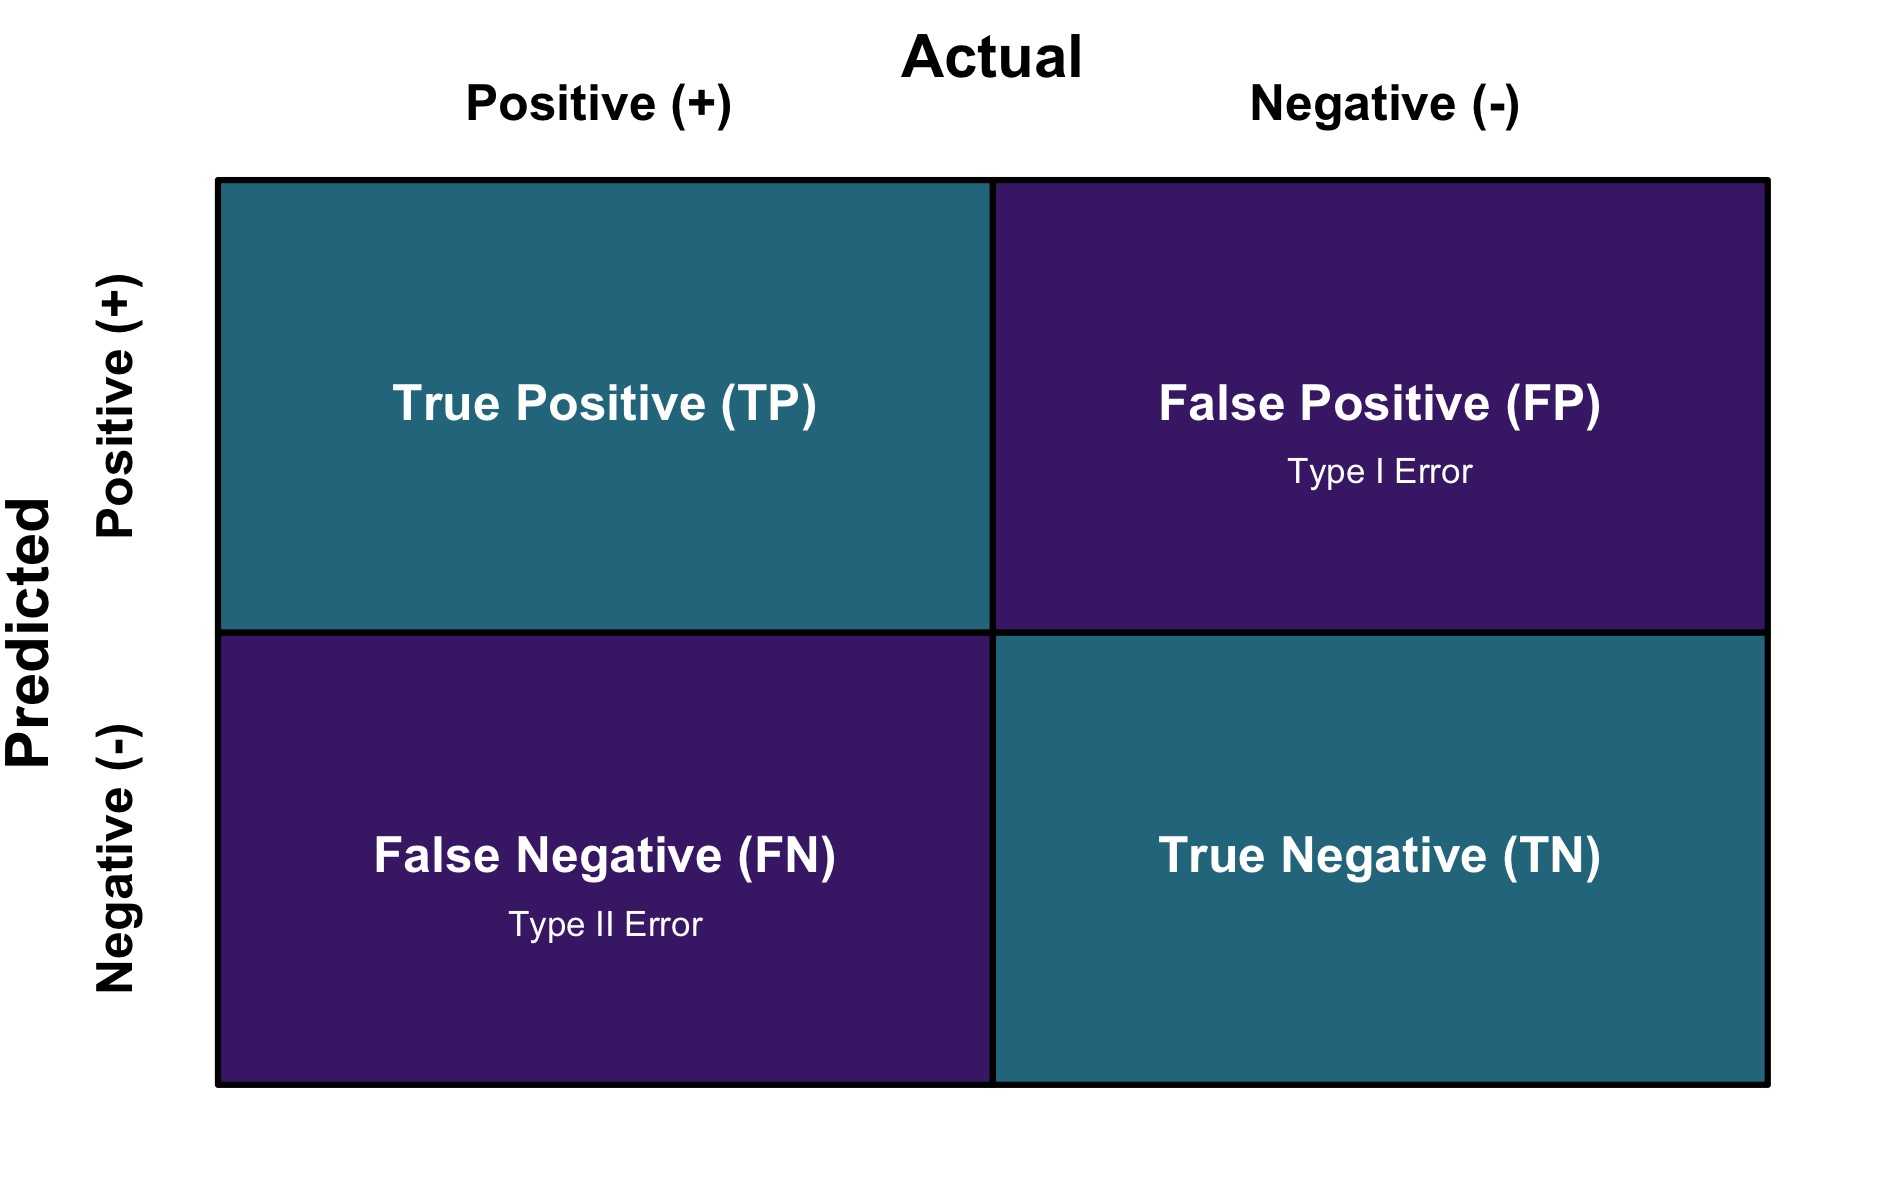 Actual
Positive (+)
Negative (-)
Predicted
Positive (+)
True Positive (TP)
False Positive (FP)
Type I Error
Negative (-)
False Negative (FN)
Type II Error
True Negative (TN)